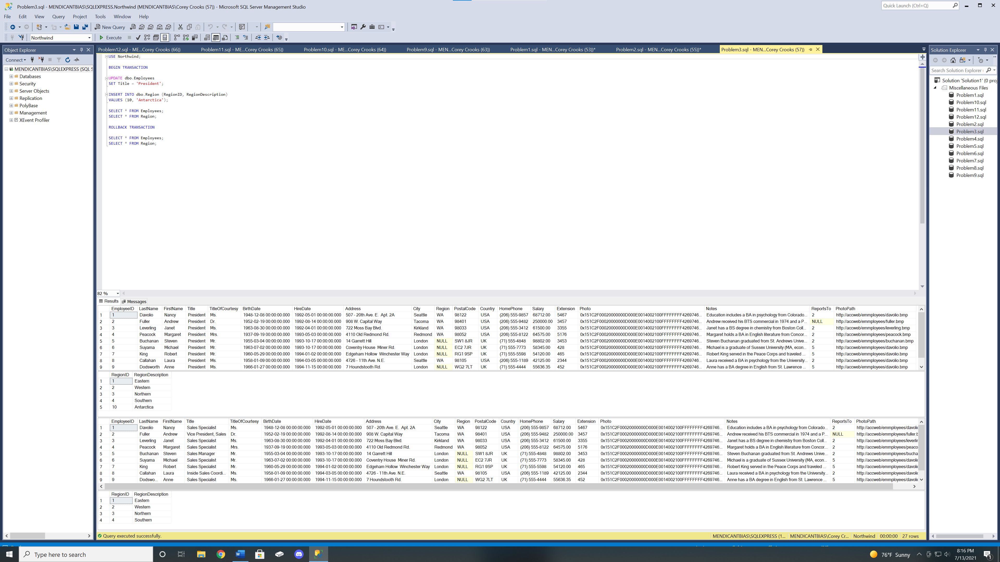 Problem3.sql - MENDICANTBIAS\SQLEXPRESS.Northwind (MENDICANTBIAS\Corey Crooks (57)) - Microsoft SQL Server Management Studio
Quick Launch (Ctrl+Q)
File Edit View Query Project Tools Window Help
New Query
Northwind Execute
Object Explorer
Connect
MENDICANTBIAS\SQLEXPRESS (SQL S
Databases
Security
Server Objects
Replication
PolyBase
Management
XEvent Profiler
Problem12.sql - ME...Corey Crooks (66)) Problem11.sql - ME...Corey Crooks (65)) Problem10.sql - ME...Corey Crooks (64)) Problem9.sql - MEN...Corey Crooks (63)) Problem1.sql - MEN...Corey Crooks (53))* Problem2.sql - MEN...Corey Crooks (55))* Problem3.sql - MEN...Corey Crooks (57))
USE Northwind;
BEGIN TRANSACTION
UPDATE dbo.Employees
SET Title = 'President';
INSERT INTO dbo.Region (RegionID, RegionDescription)
VALUES (10, 'Antarctica');
SELECT * FROM Employees;
SELECT * FROM Region;
ROLLBACK TRANSACTION
SELECT * FROM Employees;
SELECT * FROM Region;
82 %
Results Messages
EmployeeID LastName FirstName Title TitleOfCourtesy BirthDate HireDate Address City Region PostalCode Country HomePhone Salary Extension Photo Notes ReportsTo PhotoPath
1 1 Davolio Nancy President Ms. 1948-12-08 00:00:00.000 1992-05-01 00:00:00.000 507 - 20th Ave. E. Apt. 2A Seattle WA 98122 USA (206) 555-9857 68712.00 5467 0x151C2F00020000000D000E0014002100FFFFFFFF4269746... Education includes a BA in psychology from Colorado... 2 http://accweb/emmployees/davolio.bmp
2 2 Fuller Andrew President Dr. 1952-02-19 00:00:00.000 1992-08-14 00:00:00.000 908 W. Capital Way Tacoma WA 98401 USA (206) 555-9482 250000.00 3457 0x151C2F00020000000D000E0014002100FFFFFFFF4269746... Andrew received his BTS commercial in 1974 and a P... NULL http://accweb/emmployees/fuller.bmp
3 3 Leverling Janet President Ms. 1963-08-30 00:00:00.000 1992-04-01 00:00:00.000 722 Moss Bay Blvd. Kirkland WA 98033 USA (206) 555-3412 61500.00 3355 0x151C2F00020000000D000E0014002100FFFFFFFF4269746... Janet has a BS degree in chemistry from Boston Coll... 2 http://accweb/emmployees/leverling.bmp
4 4 Peacock Margaret President Mrs. 1937-09-19 00:00:00.000 1993-05-03 00:00:00.000 4110 Old Redmond Rd. Redmond WA 98052 USA (206) 555-8122 64575.00 5176 0x151C2F00020000000D000E0014002100FFFFFFFF4269746... Margaret holds a BA in English literature from Concor... 2 http://accweb/emmployees/peacock.bmp
5 5 Buchanan Steven President Mr. 1955-03-04 00:00:00.000 1993-10-17 00:00:00.000 14 Garrett Hill London NULL SW1 8JR UK (71) 555-4848 98802.00 3453 0x151C2F00020000000D000E0014002100FFFFFFFF4269746... Steven Buchanan graduated from St. Andrews Unive... 2 http://accweb/emmployees/buchanan.bmp
6 6 Suyama Michael President Mr. 1963-07-02 00:00:00.000 1993-10-17 00:00:00.000 Coventry House Miner Rd. London NULL EC2 7JR UK (71) 555-7773 58345.00 428 0x151C2F00020000000D000E0014002100FFFFFFFF4269746... Michael is a graduate of Sussex University (MA, econ... 5 http://accweb/emmployees/davolio.bmp
7 7 King Robert President Mr. 1960-05-29 00:00:00.000 1994-01-02 00:00:00.000 Edgeham Hollow Winchester Way London NULL RG1 9SP UK (71) 555-5598 54120.00 465 0x151C2F00020000000D000E0014002100FFFFFFFF4269746... Robert King served in the Peace Corps and traveled ... 5 http://accweb/emmployees/davolio.bmp
8 8 Callahan Laura President Ms. 1958-01-09 00:00:00.000 1994-03-05 00:00:00.000 4726 - 11th Ave. N.E. Seattle WA 98105 USA (206) 555-1189 42125.00 2344 0x151C2F00020000000D000E0014002100FFFFFFFF4269746... Laura received a BA in psychology from the University... 2 http://accweb/emmployees/davolio.bmp
9 9 Dodsworth Anne President Ms. 1966-01-27 00:00:00.000 1994-11-15 00:00:00.000 7 Houndstooth Rd. London NULL WG2 7LT UK (71) 555-4444 55636.35 452 0x151C2F00020000000D000E0014002100FFFFFFFF4269746... Anne has a BA degree in English from St. Lawrence ... 5 http://accweb/emmployees/davolio.bmp
RegionID RegionDescription
1 1 Eastern
2 2 Western
3 3 Northern
4 4 Southern
5 10 Antarctica
EmployeeID LastName FirstName Title TitleOfCourtesy BirthDate HireDate Address City Region PostalCode Country HomePhone Salary Extension Photo Notes ReportsTo PhotoPath
1 1 Davolio Nancy Sales Specialist Ms. 1948-12-08 00:00:00.000 1992-05-01 00:00:00.000 507 - 20th Ave. E. Apt. 2A Seattle WA 98122 USA (206) 555-9857 68712.00 5467 0x151C2F00020000000D000E0014002100FFFFFFFF4269746... Education includes a BA in psychology from Colorado... 2 http://accweb/emmployees/davolic
2 2 Fuller Andrew Vice President, Sales Dr. 1952-02-19 00:00:00.000 1992-08-14 00:00:00.000 908 W. Capital Way Tacoma WA 98401 USA (206) 555-9482 250000.00 3457 0x151C2F00020000000D000E0014002100FFFFFFFF4269746... Andrew received his BTS commercial in 1974 and a P... NULL http://accweb/emmployees/fuller.b
3 3 Leverling Janet Sales Specialist Ms. 1963-08-30 00:00:00.000 1992-04-01 00:00:00.000 722 Moss Bay Blvd. Kirkland WA 98033 USA (206) 555-3412 61500.00 3355 0x151C2F00020000000D000E0014002100FFFFFFFF4269746... Janet has a BS degree in chemistry from Boston Coll... 2 http://accweb/emmployees/leverlin
4 4 Peacock Margaret Sales Specialist Mrs. 1937-09-19 00:00:00.000 1993-05-03 00:00:00.000 4110 Old Redmond Rd. Redmond WA 98052 USA (206) 555-8122 64575.00 5176 0x151C2F00020000000D000E0014002100FFFFFFFF4269746... Margaret holds a BA in English literature from Concor... 2 http://accweb/emmployees/peaco
5 5 Buchanan Steven Sales Manager Mr. 1955-03-04 00:00:00.000 1993-10-17 00:00:00.000 14 Garrett Hill London NULL SW1 8JR UK (71) 555-4848 98802.00 3453 0x151C2F00020000000D000E0014002100FFFFFFFF4269746... Steven Buchanan graduated from St. Andrews Unive... 2 http://accweb/emmployees/bucha
6 6 Suyama Michael Sales Specialist Mr. 1963-07-02 00:00:00.000 1993-10-17 00:00:00.000 Coventry House Miner Rd. London NULL EC2 7JR UK (71) 555-7773 58345.00 428 0x151C2F00020000000D000E0014002100FFFFFFFF4269746... Michael is a graduate of Sussex University (MA, econ... 5 http://accweb/emmployees/davolic
7 7 King Robert Sales Specialist Mr. 1960-05-29 00:00:00.000 1994-01-02 00:00:00.000 Edgeham Hollow Winchester Way London NULL RG1 9SP UK (71) 555-5598 54120.00 465 0x151C2F00020000000D000E0014002100FFFFFFFF4269746... Robert King served in the Peace Corps and traveled ... 5 http://accweb/emmployees/davolic
8 8 Callahan Laura Inside Sales Coordi... Ms. 1958-01-09 00:00:00.000 1994-03-05 00:00:00.000 4726 - 11th Ave. N.E. Seattle WA 98105 USA (206) 555-1189 42125.00 2344 0x151C2F00020000000D000E0014002100FFFFFFFF4269746... Laura received a BA in psychology from the University... 2 http://accweb/emmployees/davolic
9 9 Dodswo... Anne Sales Specialist Ms. 1966-01-27 00:00:00.000 1994-11-15 00:00:00.000 7 Houndstooth Rd. London NULL WG2 7LT UK (71) 555-4444 55636.35 452 0x151C2F00020000000D000E0014002100FFFFFFFF4269746... Anne has a BA degree in English from St. Lawrence ... 5 http://accweb/emmployees/davolic
RegionID RegionDescription
1 1 Eastern
2 2 Western
3 3 Northern
4 4 Southern
Query executed successfully. MENDICANTBIAS\SQLEXPRESS (1... MENDICANTBIAS\Corey Cr... Northwind 00:00:00 27 rows
Solution Explorer
Search Solution Explorer
Solution 'Solution1' (0 proj
Miscellaneous Files
Problem1.sql
Problem10.sql
Problem11.sql
Problem12.sql
Problem2.sql
Problem3.sql
Problem4.sql
Problem5.sql
Problem6.sql
Problem7.sql
Problem8.sql
Problem9.sql
Type here to search
76°F Sunny
8:16 PM
7/13/2021
1